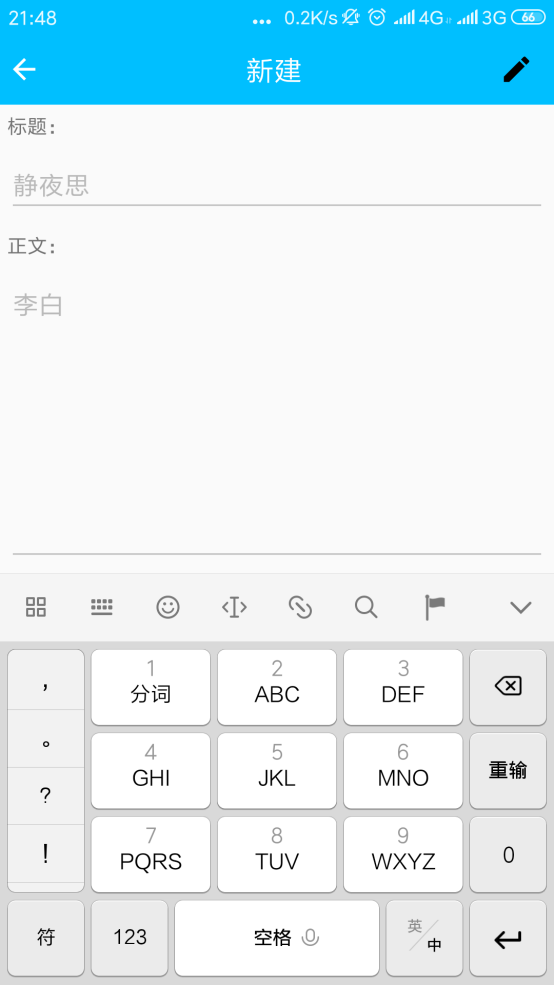 21:48 ... 0.2K/s 4G 3G 66
新建
标题：
静夜思
正文：
李白
， 1 2 3
分词 ABC DEF
。 4 5 6 重输
GHI JKL MNO
？ 7 8 9 0
！ PQRS TUV WXYZ
符 123 空格 英/中